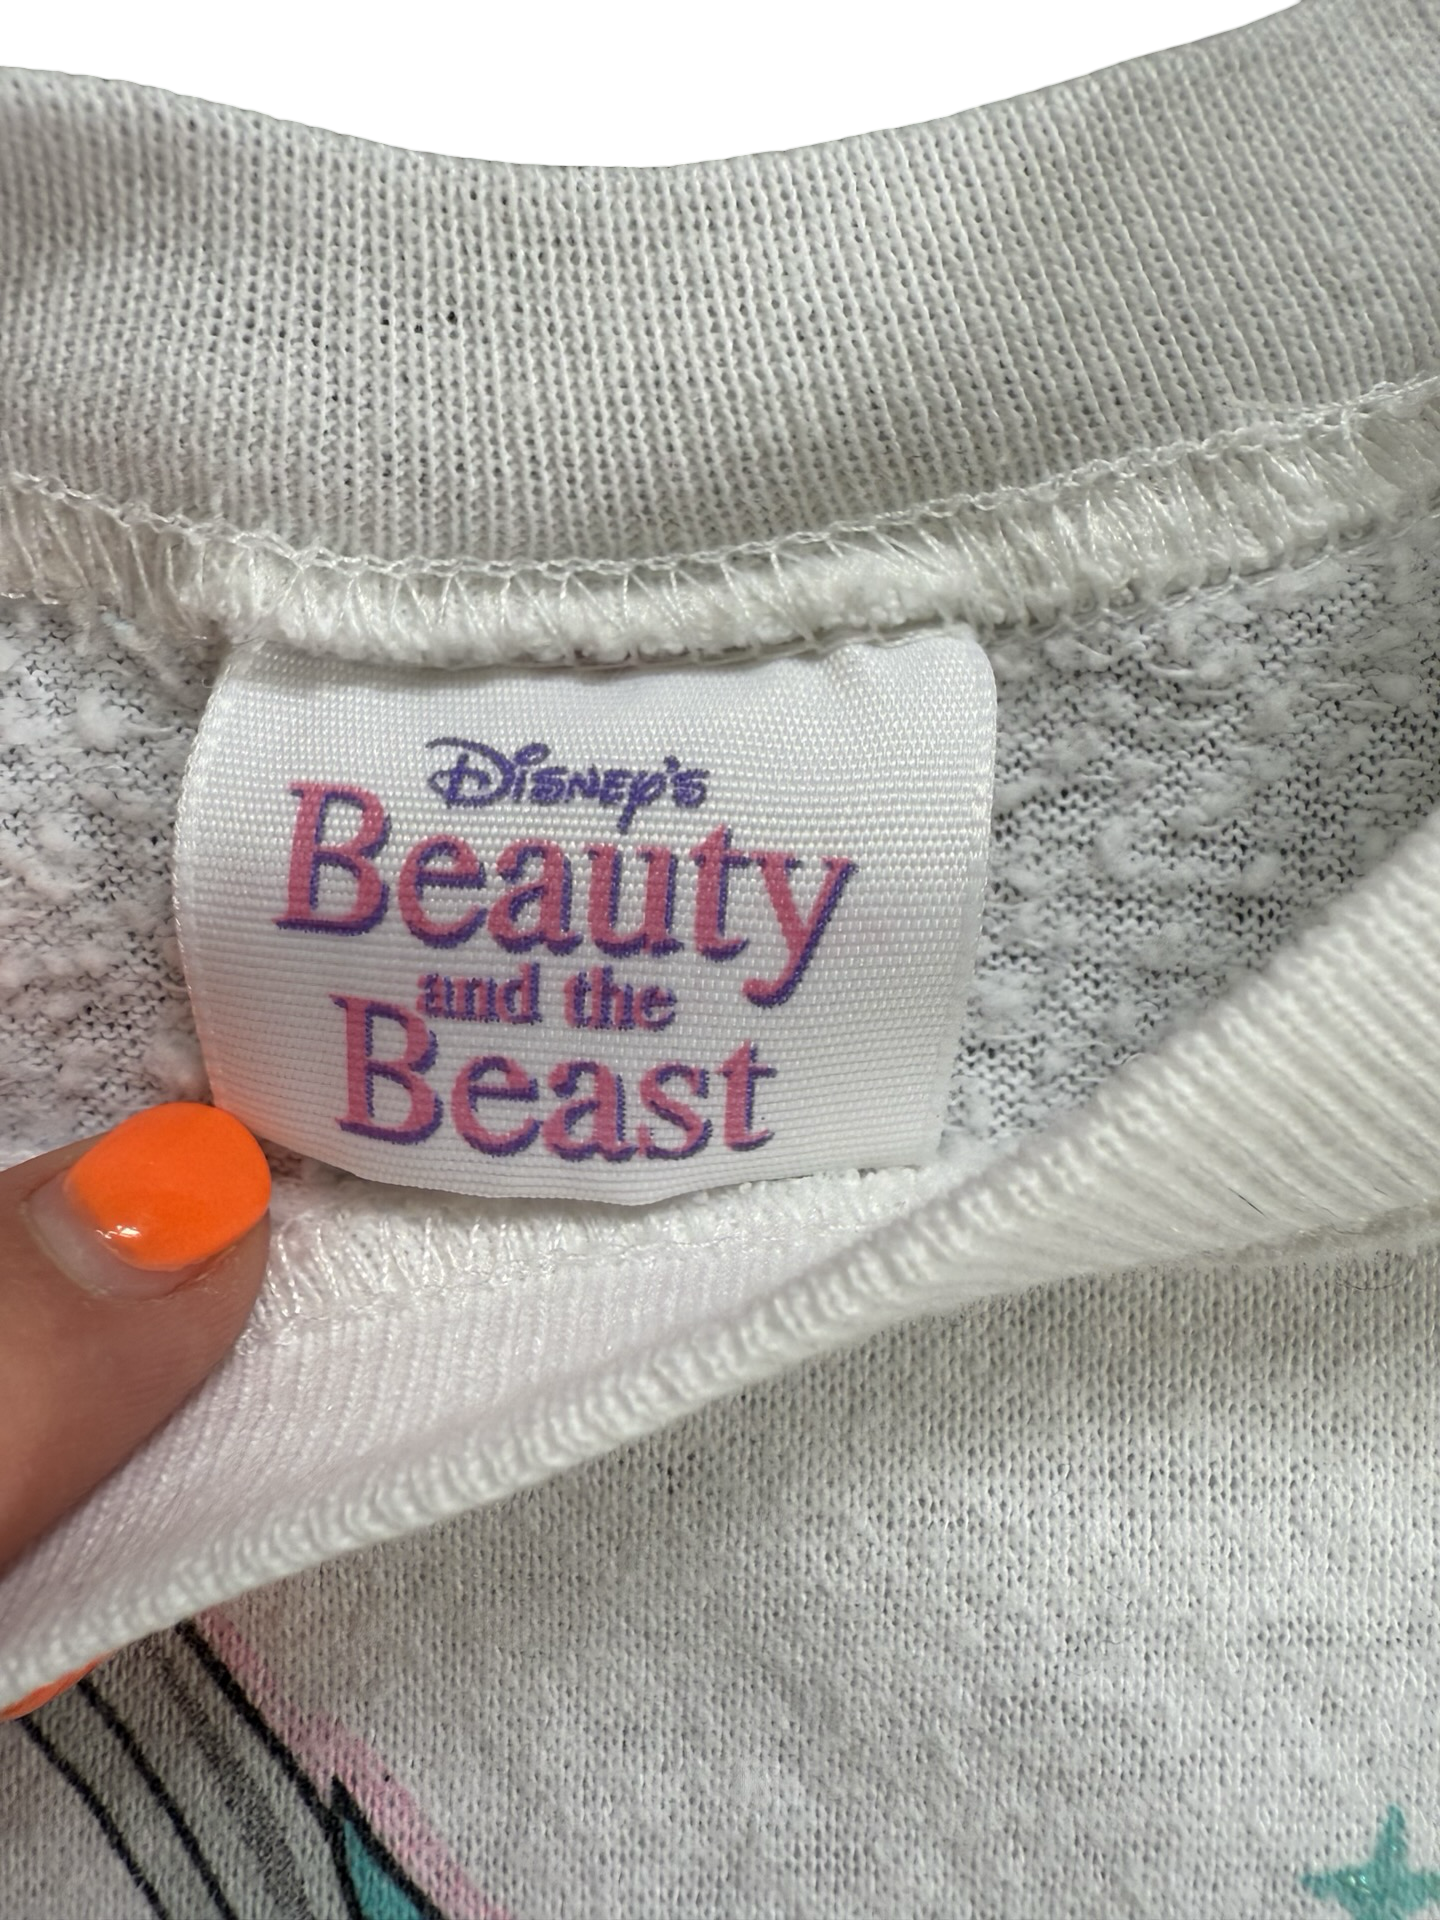 Disney's
Beauty
and the
Beast